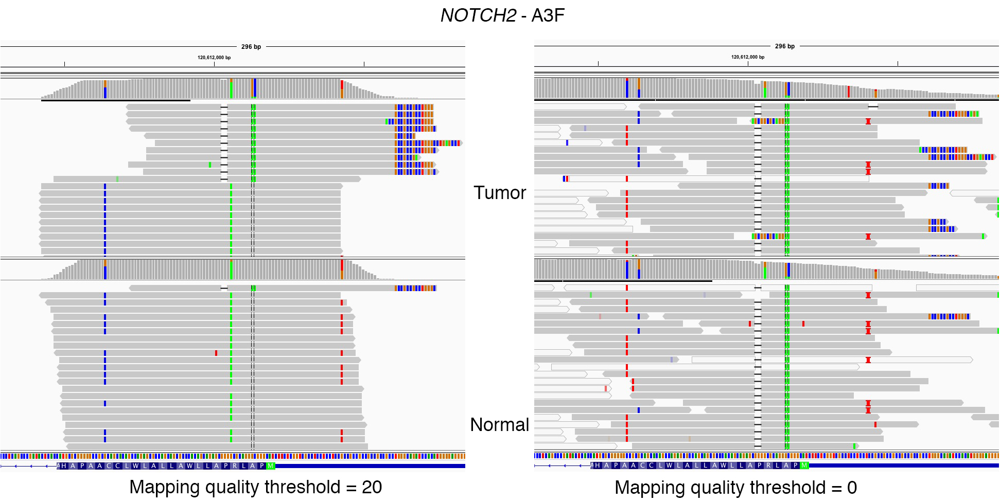 NOTCH2 - A3F
296 bp
296 bp
120,612,000 bp
120,612,000 bp
Tumor
Normal
A H A P A A C C L W L A L L A W L L A P R L A P M
A H A P A A C C L W L A L L A W L L A P R L A P M
Mapping quality threshold = 20
Mapping quality threshold = 0